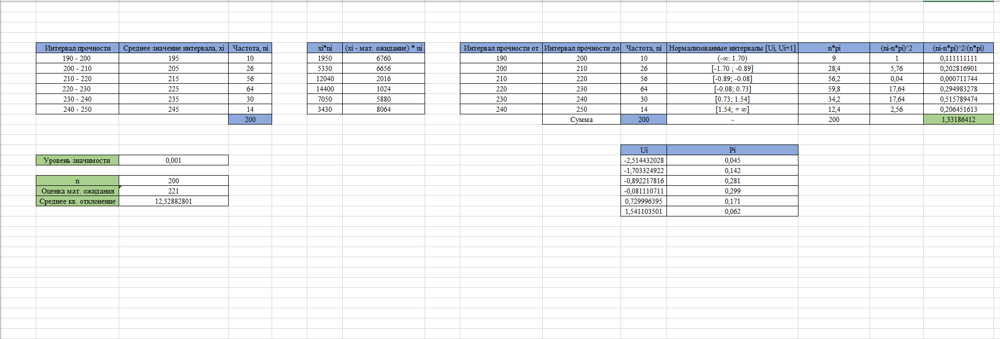 Интервал прочности Среднее значение интервала, xi Частота, ni xi*ni (xi - мат. ожидание) * ni Интервал прочности от Интервал прочности до Частота, ni Нормализованные интервалы [Ui, Ui+1] n*pi (ni-n*pi)^2 (ni-n*pi)^2/(n*pi)
190 - 200 195 10 1950 6760 190 200 10 (-∞: 1.70) 9 1 0,111111111
200 - 210 205 26 5330 6656 200 210 26 [-1.70 ; -0.89] 28,4 5,76 0,202816901
210 - 220 215 56 12040 2016 210 220 56 [-0.89; -0.08] 56,2 0,04 0,000711744
220 - 230 225 64 14400 1024 220 230 64 [-0.08; 0.73] 59,8 17,64 0,294983278
230 - 240 235 30 7050 5880 230 240 30 [0.73; 1.54] 34,2 17,64 0,515789474
240 - 250 245 14 3430 8064 240 250 14 [1.54; + ∞] 12,4 2,56 0,206451613
200 Сумма 200 - 200 1,33186412
Ui Pi
Уровень значимости 0,001 -2,514432028 0,045
-1,703324922 0,142
n 200 -0,892217816 0,281
Оценка мат. ожидания 221 -0,081110711 0,299
Среднее кв. отклонение 12,32882801 0,729996395 0,171
1,541103501 0,062